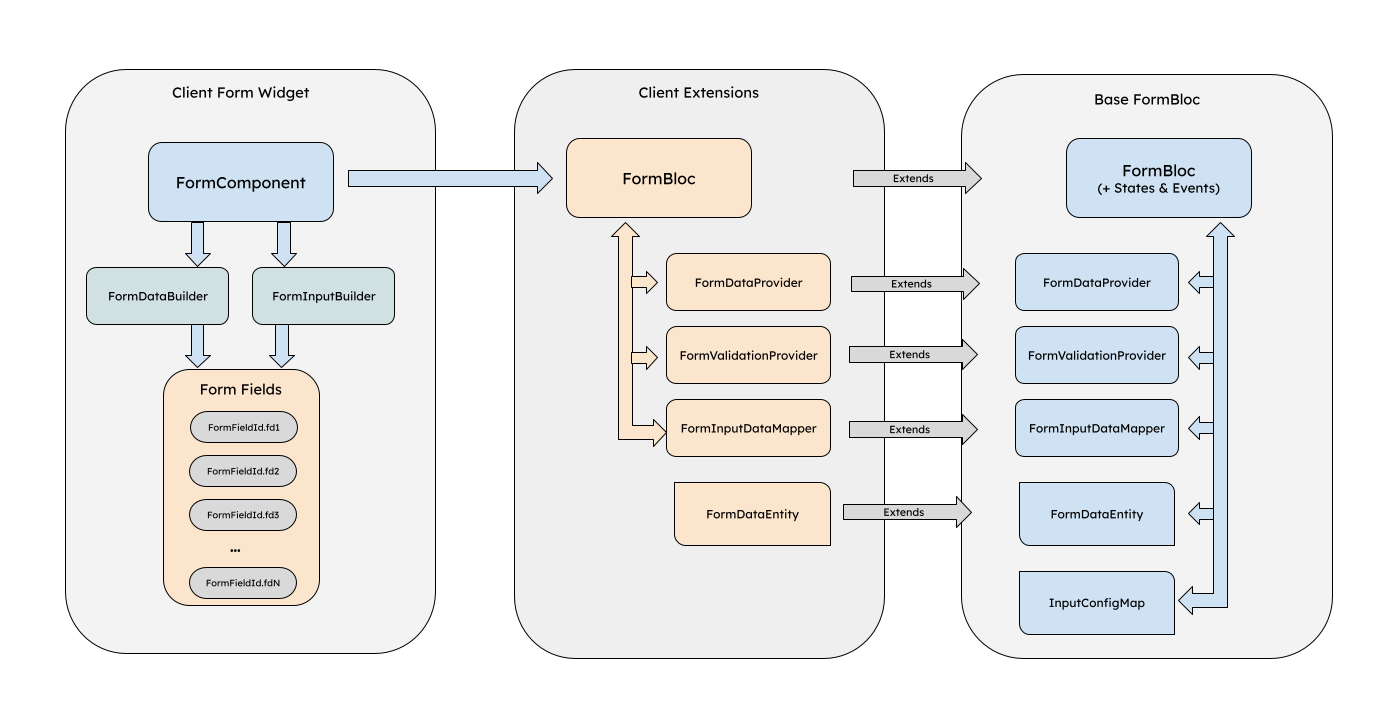 Client Form Widget
FormComponent
FormDataBuilder
FormInputBuilder
Form Fields
FormFieldId.fd1
FormFieldId.fd2
FormFieldId.fd3
...
FormFieldId.fdN
Client Extensions
FormBloc
FormDataProvider
FormValidationProvider
FormInputDataMapper
FormDataEntity
Extends
Extends
Extends
Extends
Extends
Base FormBloc
FormBloc
(+ States & Events)
FormDataProvider
FormValidationProvider
FormInputDataMapper
FormDataEntity
InputConfigMap